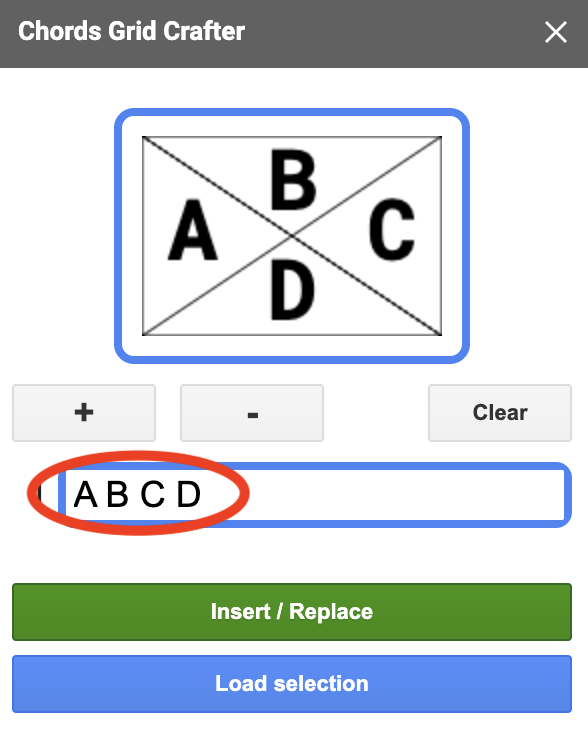 Chords Grid Crafter
B
A C
D
+ - Clear
A B C D
Insert / Replace
Load selection